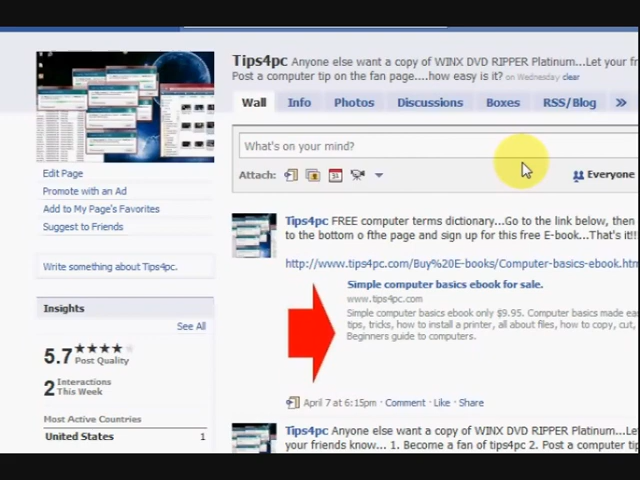 Tips4pc Anyone else want a copy of WINX DVD RIPPER Platinum...Let your fr
Post a computer tip on the fan page....how easy is it? on Wednesday clear
Wall Info Photos Discussions Boxes RSS/Blog »
What's on your mind?
Attach: 31 Everyone
Edit Page
Promote with an Ad
Add to My Page's Favorites
Suggest to Friends
Write something about Tips4pc.
Insights
See All
5.7 Post Quality
2 Interactions This Week
Most Active Countries
United States 1
Tips4pc FREE computer terms dictionary...Go to the link below, then
to the bottom o fthe page and sign up for this free E-book...That's it!!!
http://www.tips4pc.com/Buy%20E-books/Computer-basics-ebook.htm
Simple computer basics ebook for sale.
www.tips4pc.com
Simple computer basics ebook only $9.95. Computer basics made eas
tips, tricks, how to install a printer, all about files, how to copy, cut,
Beginners guide to computers.
April 7 at 6:15pm · Comment · Like · Share
Tips4pc Anyone else want a copy of WINX DVD RIPPER Platinum...Let
your friends know... 1. Become a fan of tips4pc 2. Post a computer tip